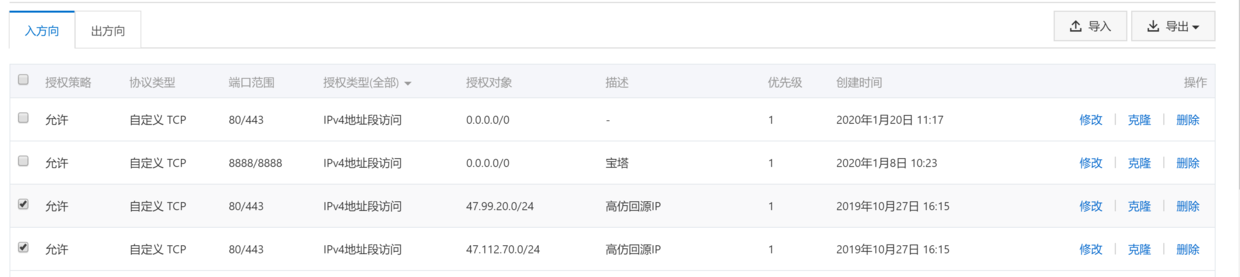 入方向 出方向 导入 导出
授权策略 协议类型 端口范围 授权类型(全部) 授权对象 描述 优先级 创建时间 操作
允许 自定义 TCP 80/443 IPv4地址段访问 0.0.0.0/0 - 1 2020年1月20日 11:17 修改 克隆 删除
允许 自定义 TCP 8888/8888 IPv4地址段访问 0.0.0.0/0 宝塔 1 2020年1月8日 10:23 修改 克隆 删除
允许 自定义 TCP 80/443 IPv4地址段访问 47.99.20.0/24 高仿回源IP 1 2019年10月27日 16:15 修改 克隆 删除
允许 自定义 TCP 80/443 IPv4地址段访问 47.112.70.0/24 高仿回源IP 1 2019年10月27日 16:15 修改 克隆 删除